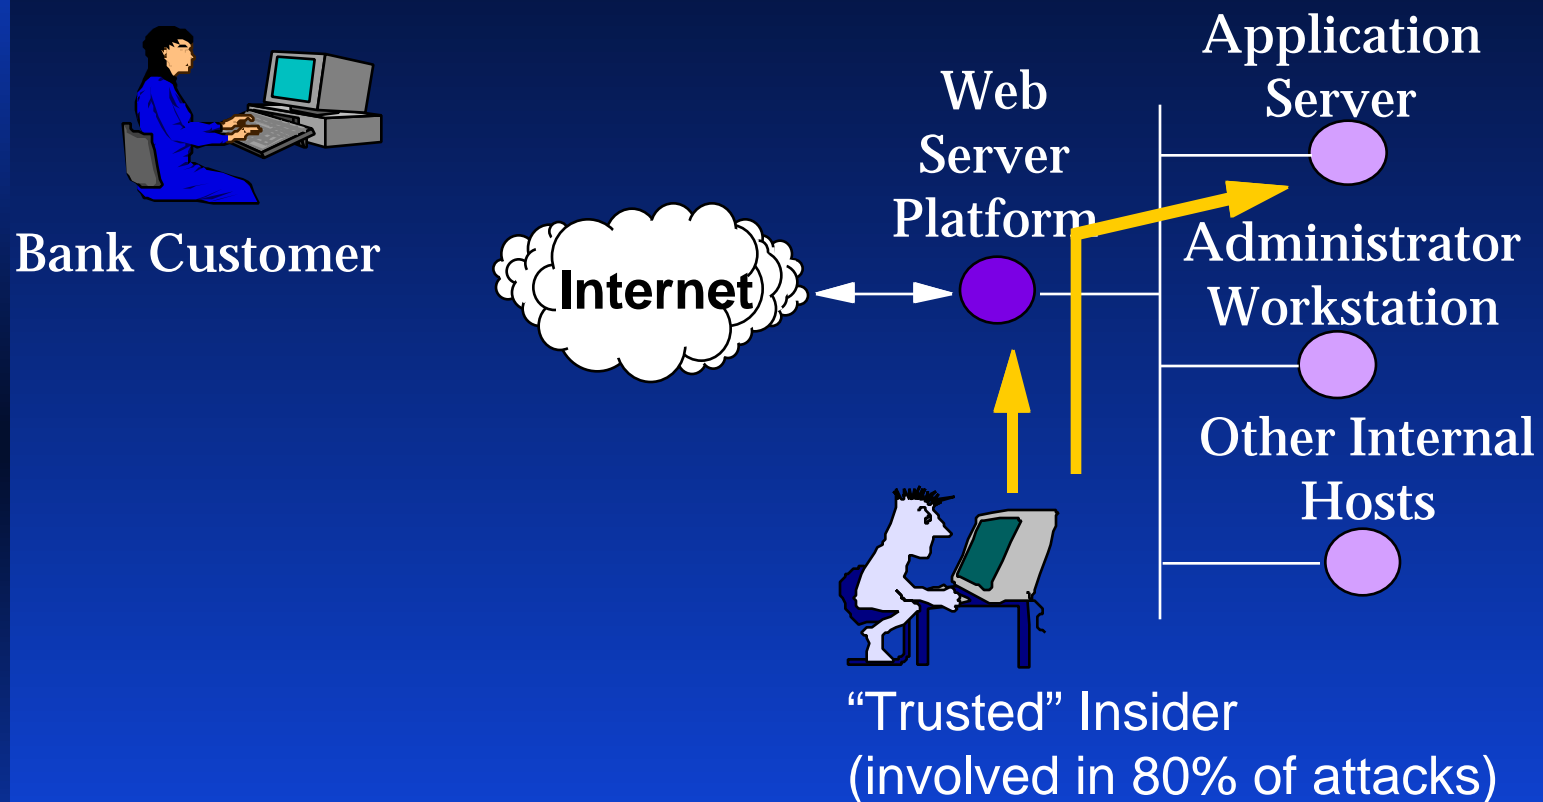 Bank Customer
Internet
Web
Server
Platform
Application
Server
Administrator
Workstation
Other Internal
Hosts
“Trusted” Insider
(involved in 80% of attacks)